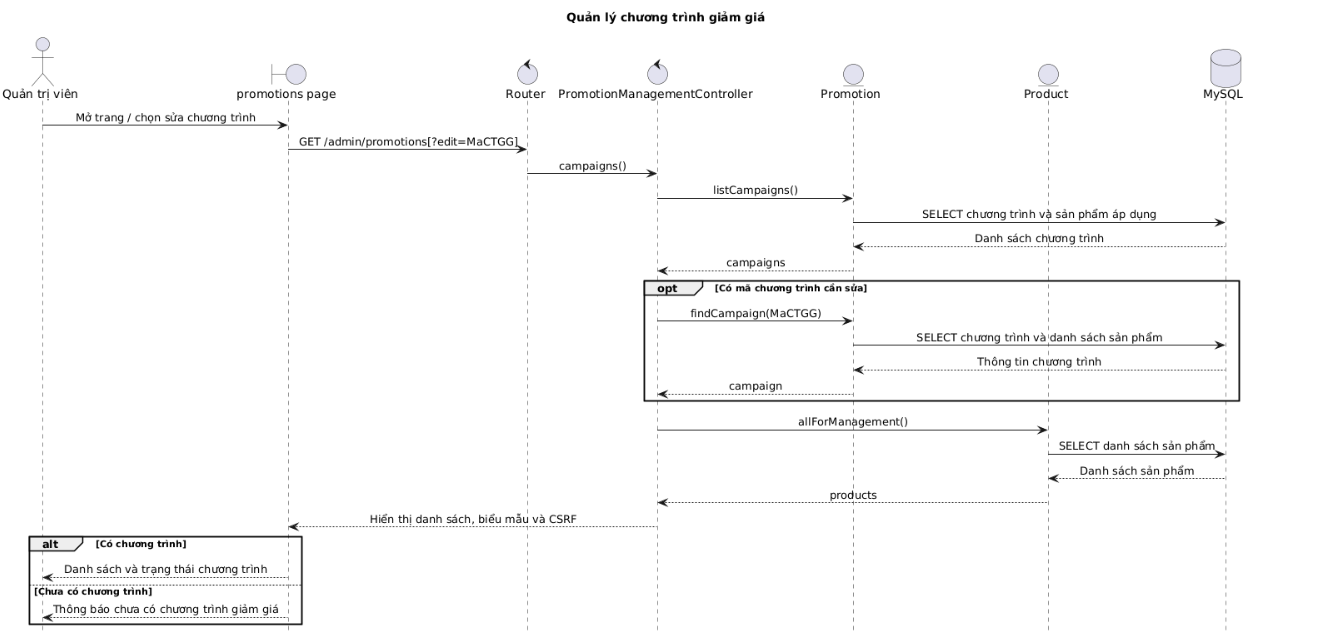 Quản lý chương trình giảm giá
Quản trị viên
promotions page
Router
PromotionManagementController
Promotion
Product
MySQL
Mở trang / chọn sửa chương trình
GET /admin/promotions[?edit=MaCTGG]
campaigns()
listCampaigns()
SELECT chương trình và sản phẩm áp dụng
Danh sách chương trình
campaigns
opt
[Có mã chương trình cần sửa]
findCampaign(MaCTGG)
SELECT chương trình và danh sách sản phẩm
Thông tin chương trình
campaign
allForManagement()
SELECT danh sách sản phẩm
Danh sách sản phẩm
products
Hiển thị danh sách, biểu mẫu và CSRF
alt
[Có chương trình]
Danh sách và trạng thái chương trình
[Chưa có chương trình]
Thông báo chưa có chương trình giảm giá